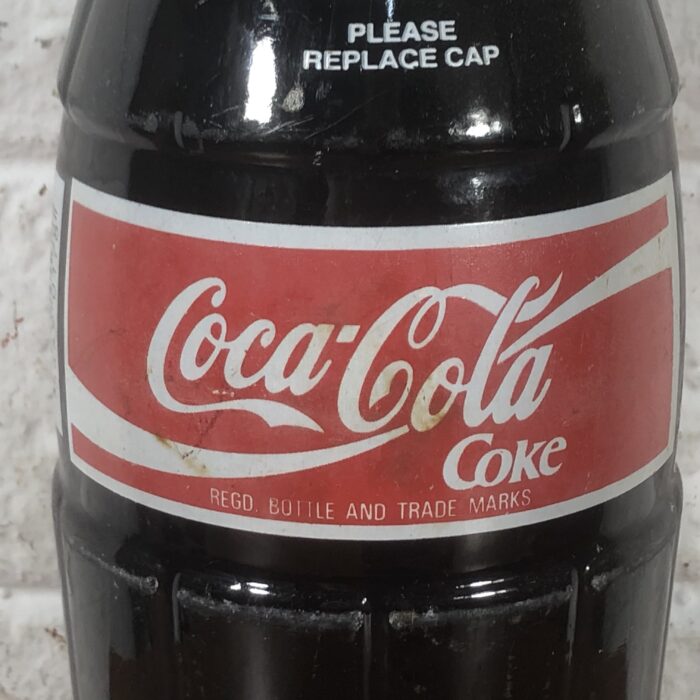 PLEASE
REPLACE CAP
Coca-Cola
Coke
REGD. BOTTLE AND TRADE MARKS